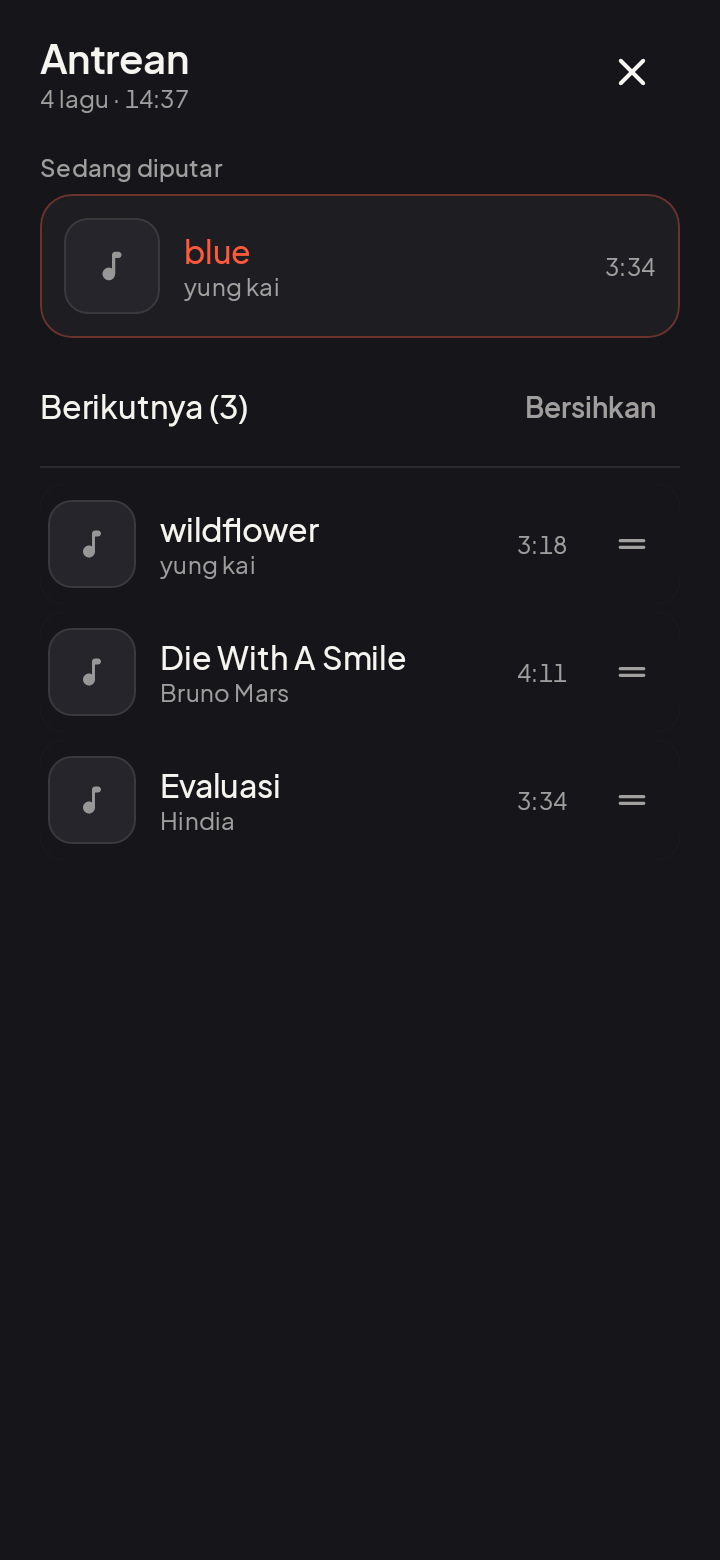 Antrean
4 lagu · 14:37
Sedang diputar
blue
yung kai
3:34
Berikutnya (3)
Bersihkan
wildflower
yung kai
3:18
Die With A Smile
Bruno Mars
4:11
Evaluasi
Hindia
3:34